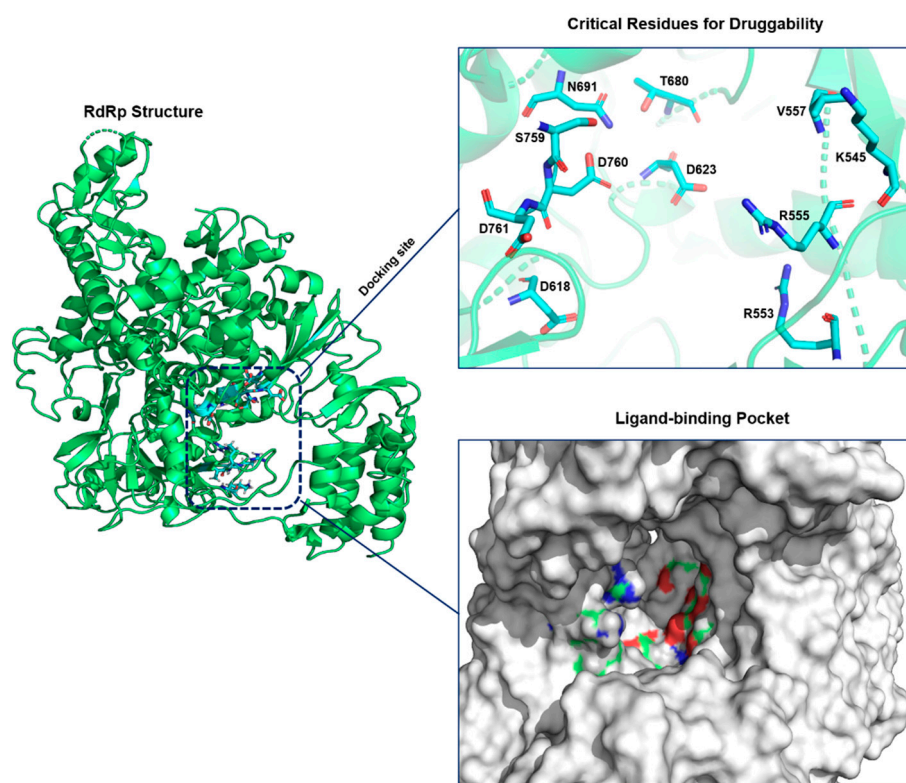 Critical Residues for Druggability
RdRp Structure
N691
T680
V557
S759
K545
D760
D623
D761
R555
D618
R553
Docking site
Ligand-binding Pocket